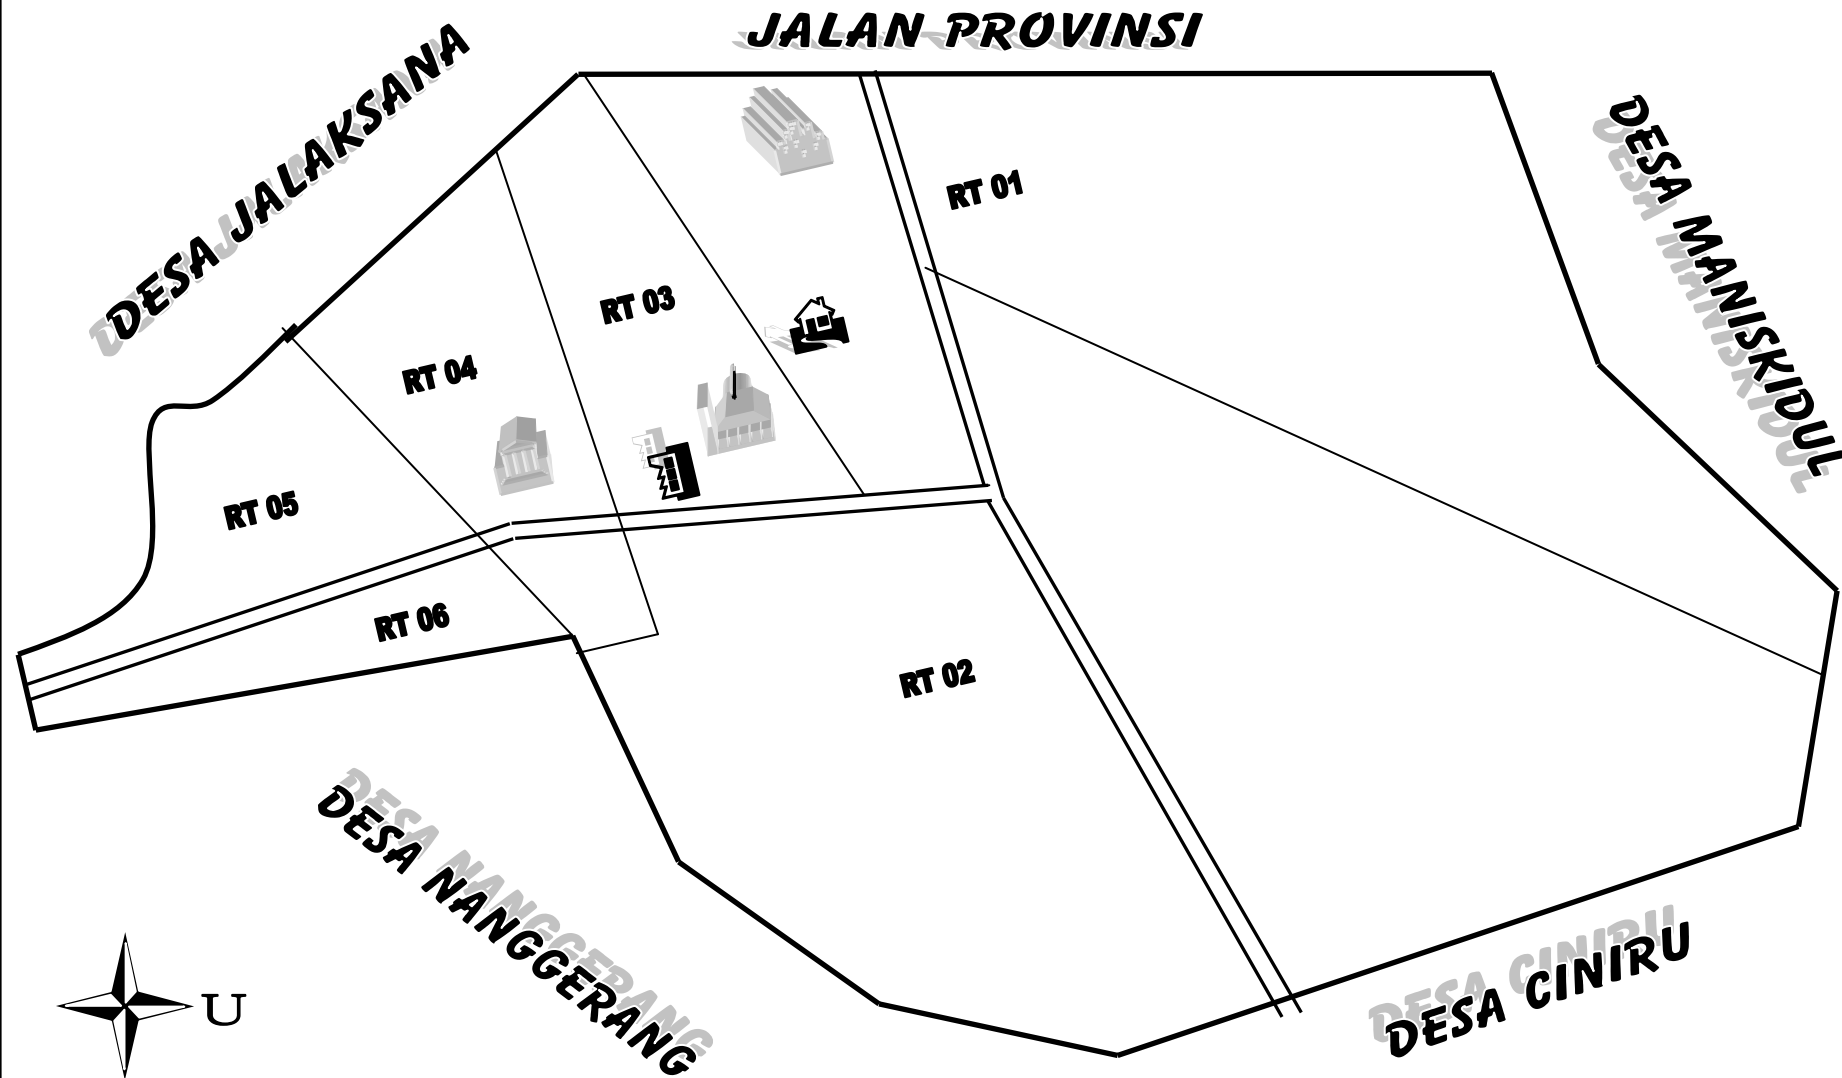 JALAN PROVINSI
DESA JALAKSANA
DESA MANISKIDUL
RT 01
RT 03
RT 04
RT 05
RT 06
RT 02
DESA NANGGERANG
DESA CINIRU
U